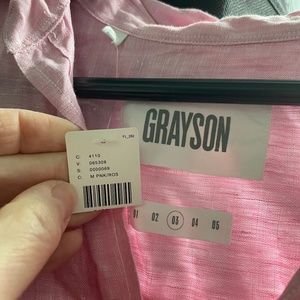 C: 4110
V: 065308
S: 0000069
C: M PNK/ROS
GRAYSON
01 02 03 04 05